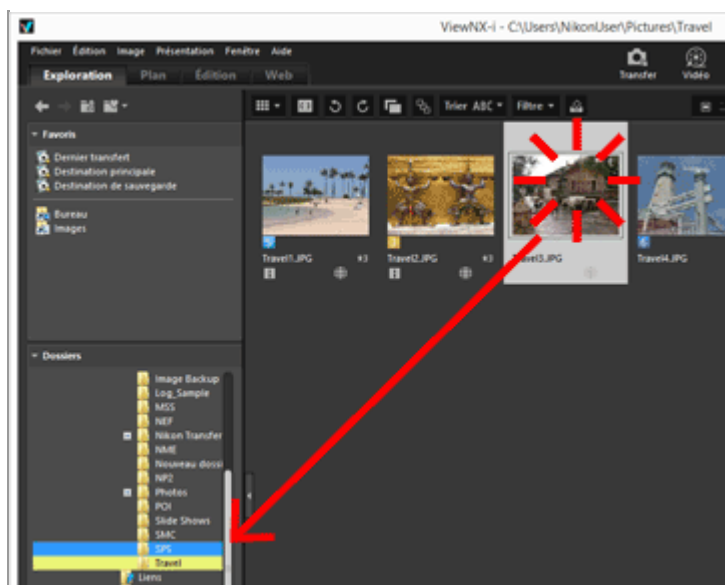 ViewNX-i - C:\Users\NikonUser\Pictures\Travel
Fichier Édition Image Présentation Fenêtre Aide
Exploration Plan Édition Web
Transfer Vidéo
Trier ABC Filtre
Favoris
Dernier transfert
Destination principale
Destination de sauvegarde
Bureau
Images
Travel1.JPG ×3 Travel2.JPG ×3 Travel3.JPG Travel4.JPG
Dossiers
Image Backup
Log_Sample
MSS
NEF
Nikon Transfer
NME
Nouveau dossi
NP2
Photos
POI
Slide Shows
SMC
SPS
Travel
Liens